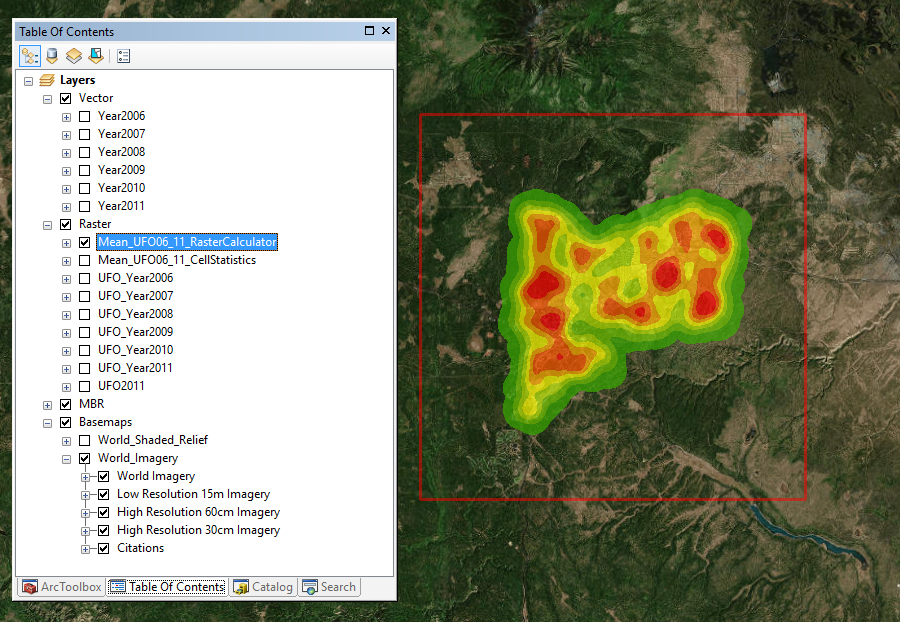 Table Of Contents
Layers
Vector
Year2006
Year2007
Year2008
Year2009
Year2010
Year2011
Raster
Mean_UFO06_11_RasterCalculator
Mean_UFO06_11_CellStatistics
UFO_Year2006
UFO_Year2007
UFO_Year2008
UFO_Year2009
UFO_Year2010
UFO_Year2011
UFO2011
MBR
Basemaps
World_Shaded_Relief
World_Imagery
World Imagery
Low Resolution 15m Imagery
High Resolution 60cm Imagery
High Resolution 30cm Imagery
Citations
ArcToolbox Table Of Contents Catalog Search